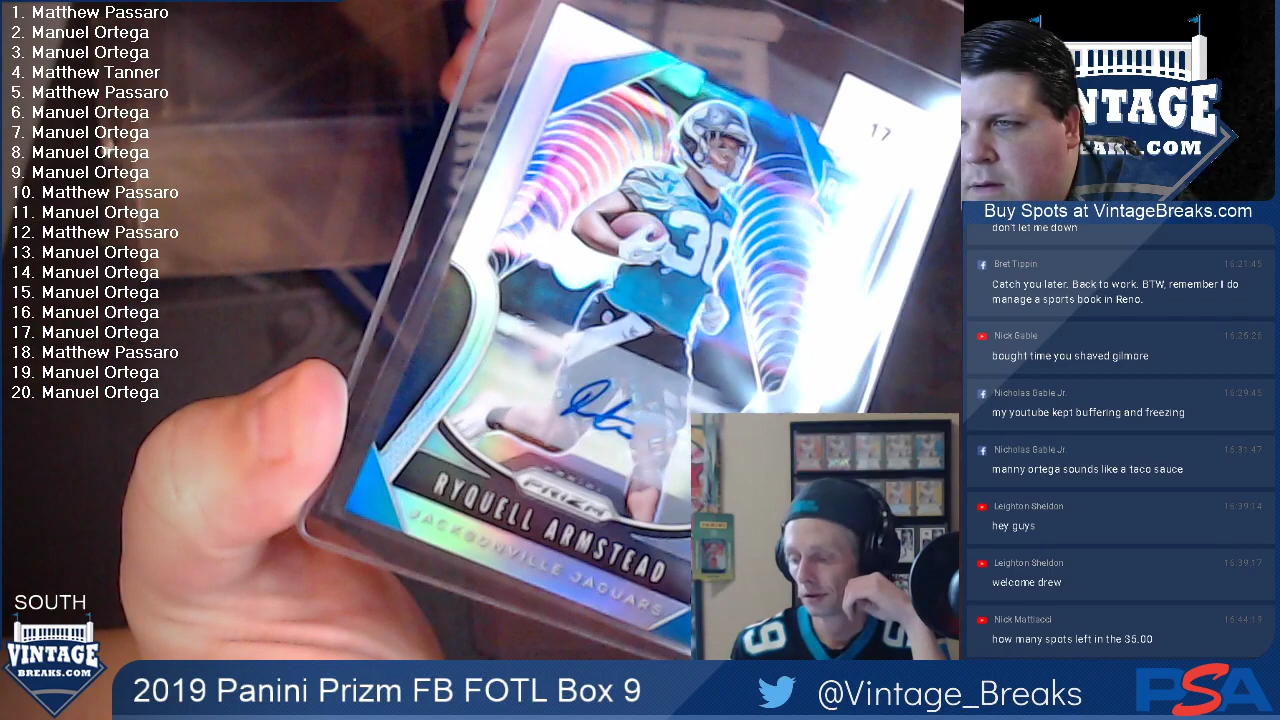 1. Matthew Passaro
2. Manuel Ortega
3. Manuel Ortega
4. Matthew Tanner
5. Matthew Passaro
6. Manuel Ortega
7. Manuel Ortega
8. Manuel Ortega
9. Manuel Ortega
10. Matthew Passaro
11. Manuel Ortega
12. Matthew Passaro
13. Manuel Ortega
14. Manuel Ortega
15. Manuel Ortega
16. Manuel Ortega
17. Manuel Ortega
18. Matthew Passaro
19. Manuel Ortega
20. Manuel Ortega
SOUTH
VINTAGE
BREAKS.COM
17
30
PANINI
PRIZM
RYQUELL ARMSTEAD
JACKSONVILLE JAGUARS
Buy Spots at VintageBreaks.com
don't let me down
Bret Tippin 16:21:45
Catch you later. Back to work. BTW, remember I do
manage a sports book in Reno.
Nick Gable 16:26:26
bought time you shaved gilmore
Nicholas Gable Jr. 16:29:45
my youtube kept buffering and freezing
Nicholas Gable Jr. 16:31:47
manny ortega sounds like a taco sauce
Leighton Sheldon 16:39:14
hey guys
Leighton Sheldon 16:39:17
welcome drew
Nick Mattiacci 16:44:19
how many spots left in the 35.00
2019 Panini Prizm FB FOTL Box 9
@Vintage_Breaks
PSA